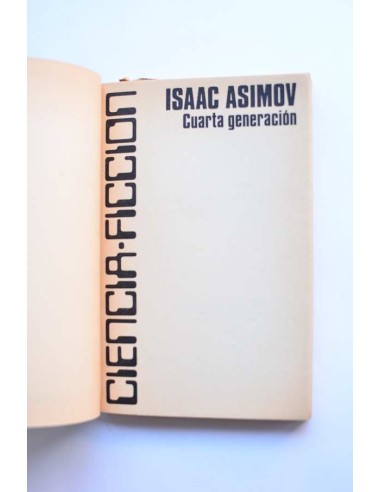 ISAAC ASIMOV
Cuarta generación
CIENCIA-FICCION